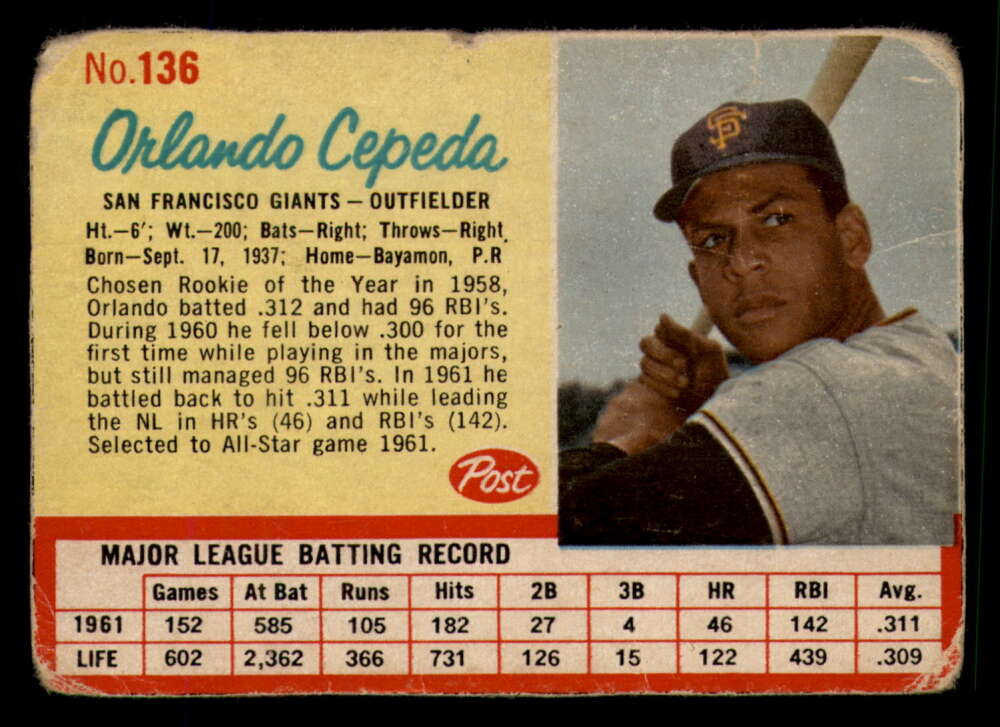 No.136
Orlando Cepeda
SAN FRANCISCO GIANTS – OUTFIELDER
Ht.–6'; Wt.–200; Bats–Right; Throws–Right
Born–Sept. 17, 1937; Home–Bayamon, P.R
Chosen Rookie of the Year in 1958,
Orlando batted .312 and had 96 RBI's.
During 1960 he fell below .300 for the
first time while playing in the majors,
but still managed 96 RBI's. In 1961 he
battled back to hit .311 while leading
the NL in HR's (46) and RBI's (142).
Selected to All-Star game 1961.
Post
SF
MAJOR LEAGUE BATTING RECORD
Games At Bat Runs Hits 2B 3B HR RBI Avg.
1961 152 585 105 182 27 4 46 142 .311
LIFE 602 2,362 366 731 126 15 122 439 .309